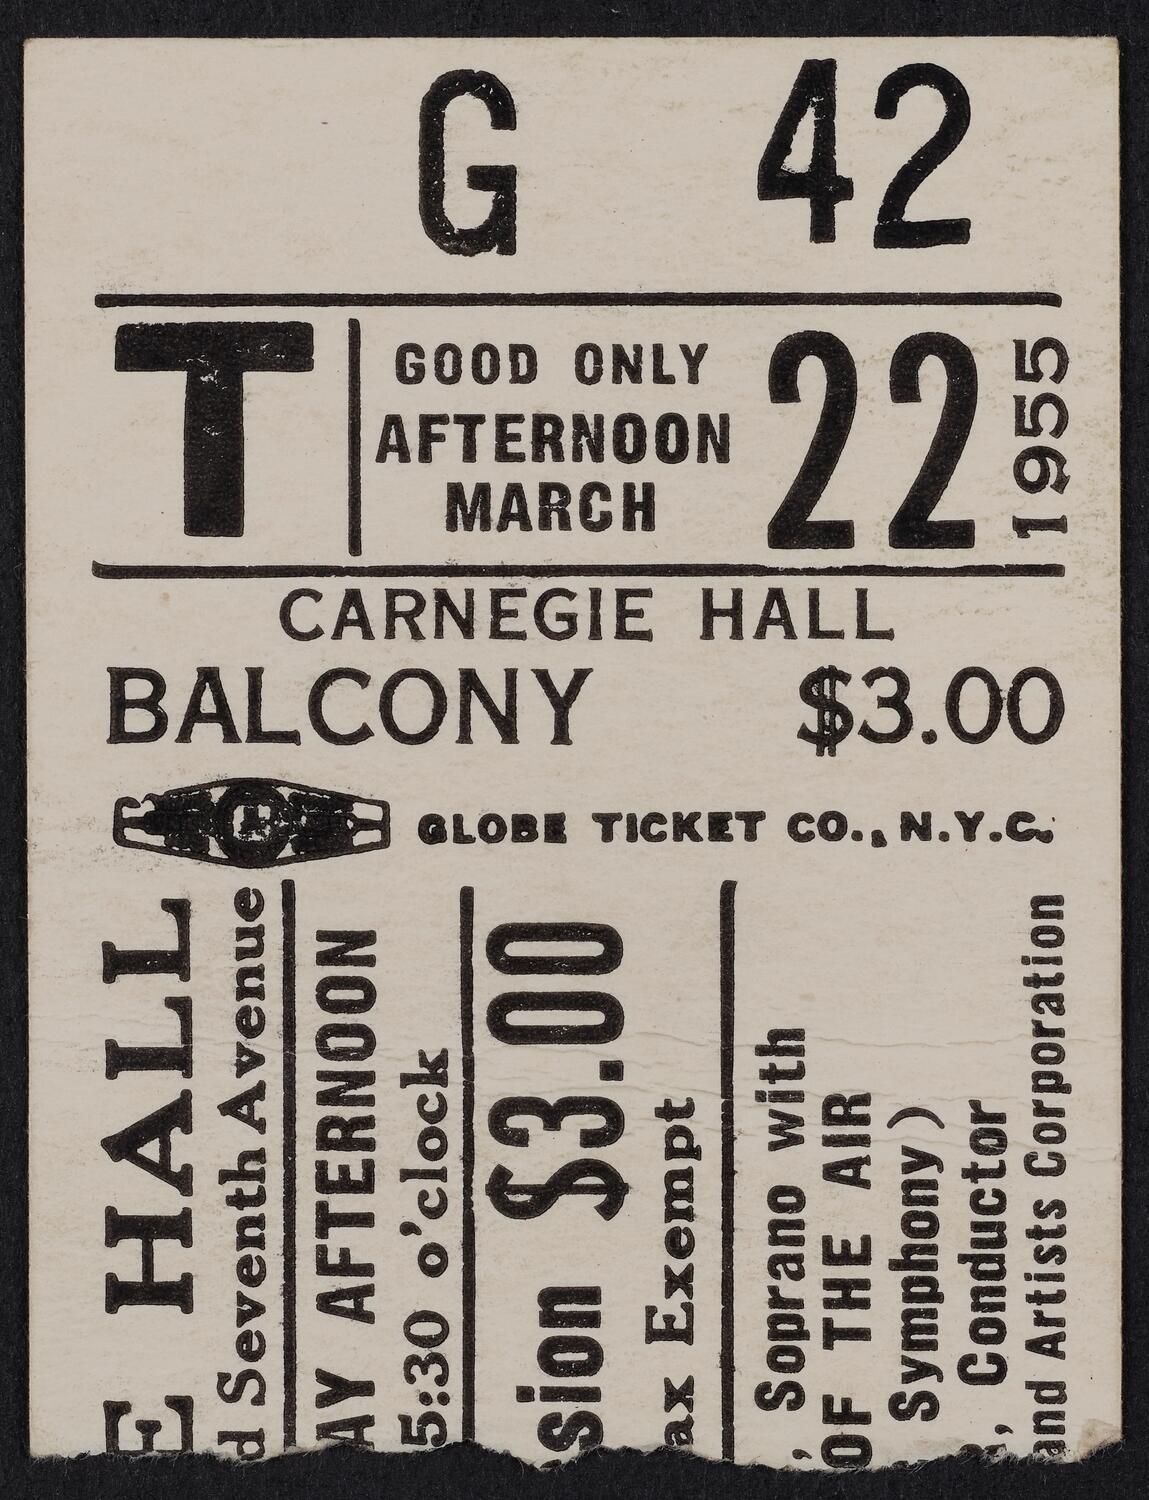 G 42
T
GOOD ONLY
AFTERNOON
MARCH
22
1955
CARNEGIE HALL
BALCONY $3.00
GLOBE TICKET CO., N.Y.C.
E HALL
d Seventh Avenue
AY AFTERNOON
5:30 o'clock
sion $3.00
ax Exempt
, Soprano with
OF THE AIR
Symphony)
, Conductor
and Artists Corporation